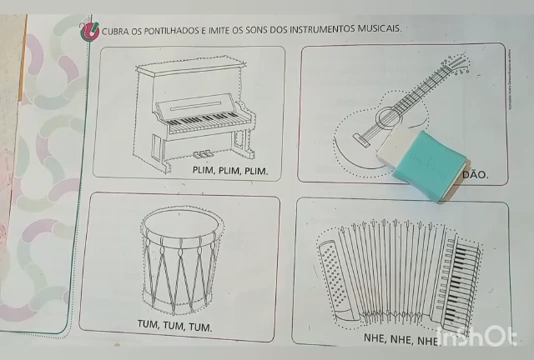 CUBRA OS PONTILHADOS E IMITE OS SONS DOS INSTRUMENTOS MUSICAIS.
PLIM, PLIM, PLIM.
DÃO.
TUM, TUM, TUM.
NHE, NHE, NHE
InShOt